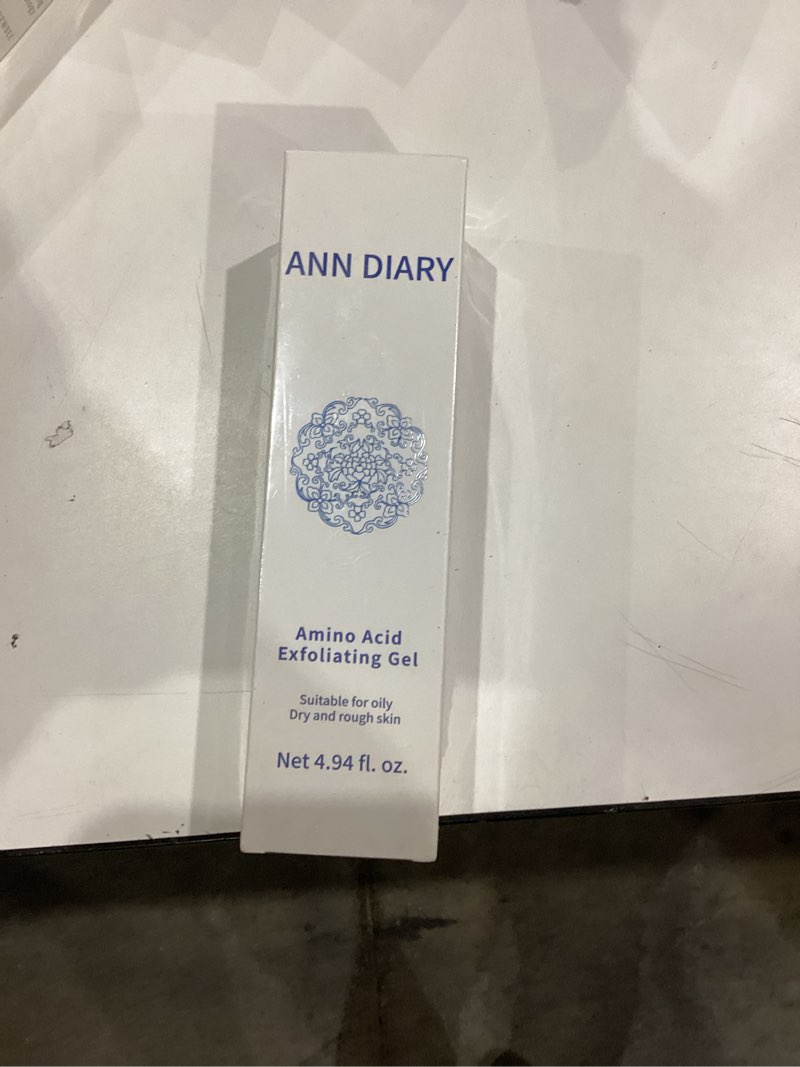 ANN DIARY
Amino Acid
Exfoliating Gel
Suitable for oily
Dry and rough skin
Net 4.94 fl. oz.